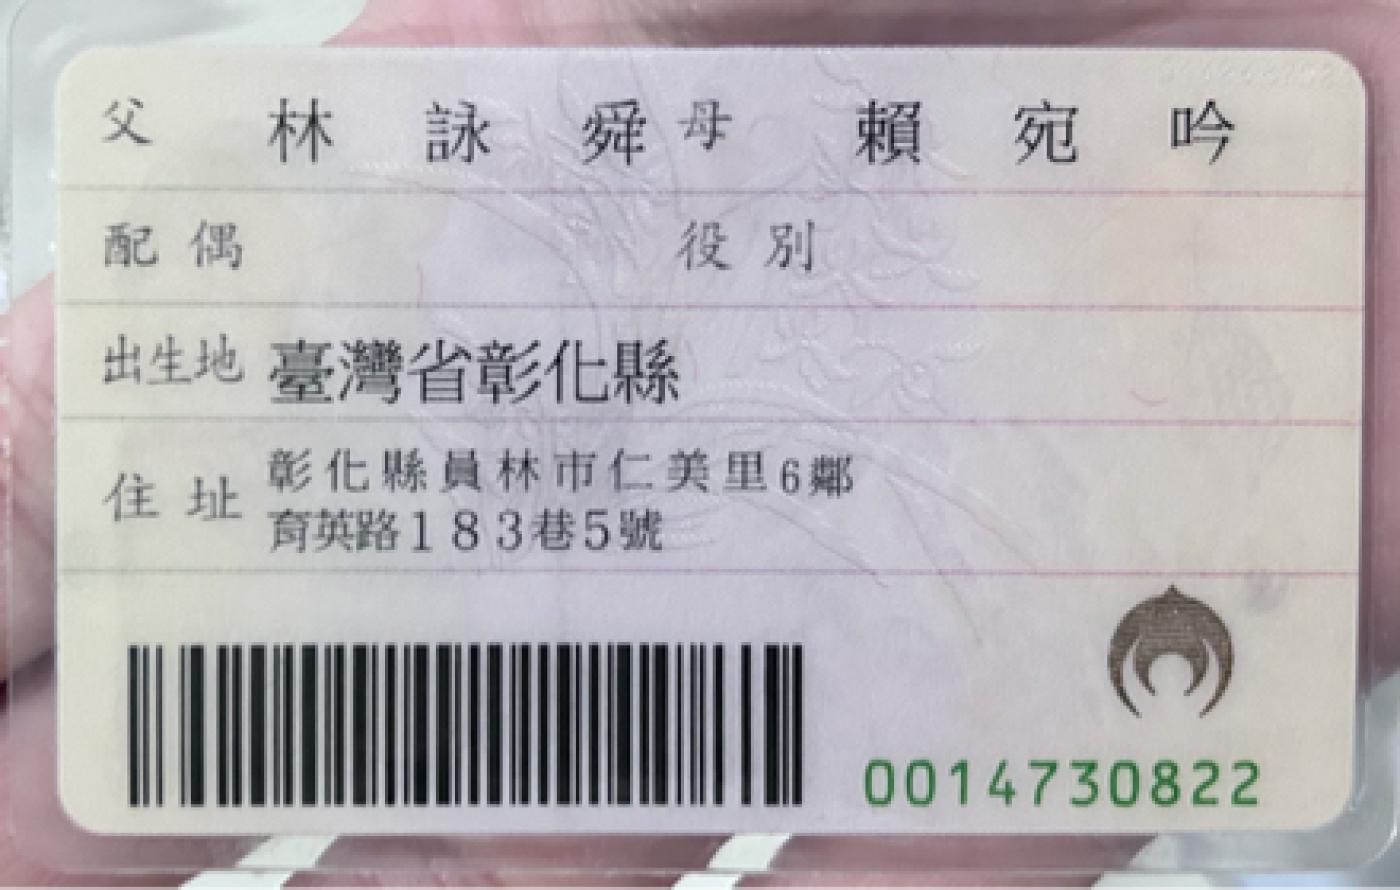 父 林詠舜 母 賴宛吟
配偶 役別
出生地 臺灣省彰化縣
住址 彰化縣員林市仁美里6鄰
育英路183巷5號
0014730822